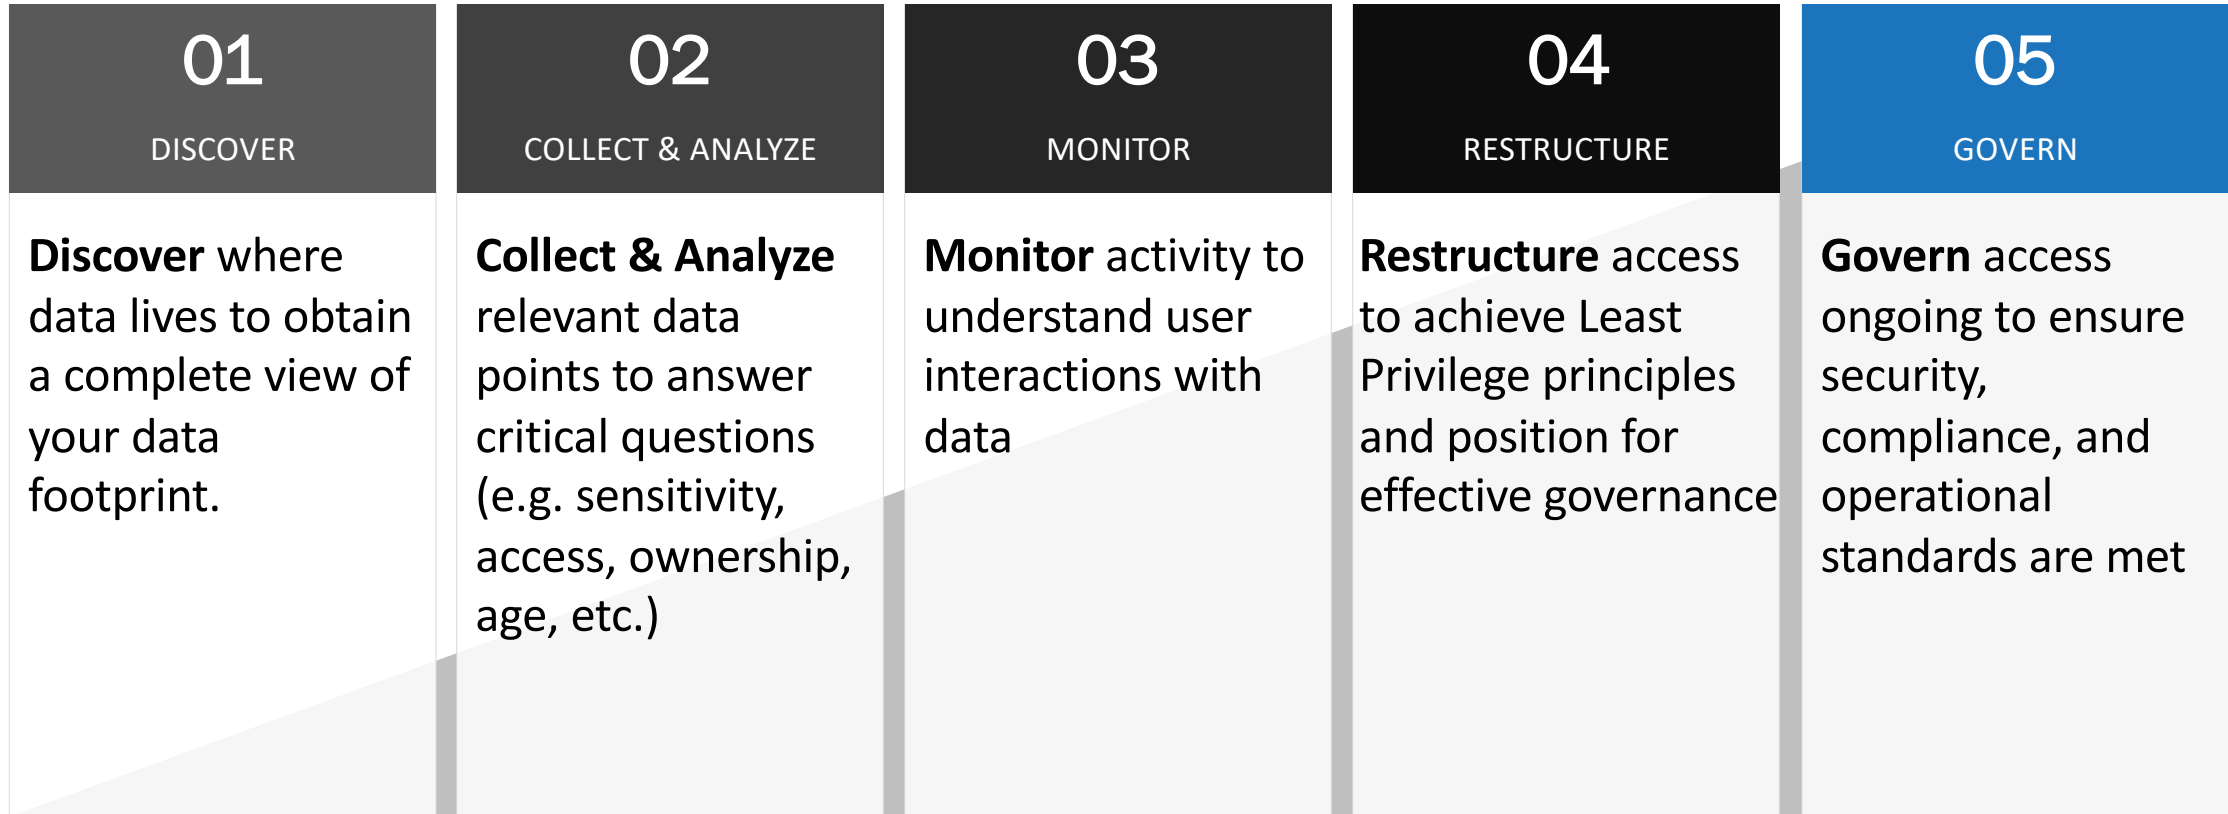 01
DISCOVER
Discover where
data lives to obtain
a complete view of
your data
footprint.
02
COLLECT & ANALYZE
Collect & Analyze
relevant data
points to answer
critical questions
(e.g. sensitivity,
access, ownership,
age, etc.)
03
MONITOR
Monitor activity to
understand user
interactions with
data
04
RESTRUCTURE
Restructure access
to achieve Least
Privilege principles
and position for
effective governance
05
GOVERN
Govern access
ongoing to ensure
security,
compliance, and
operational
standards are met